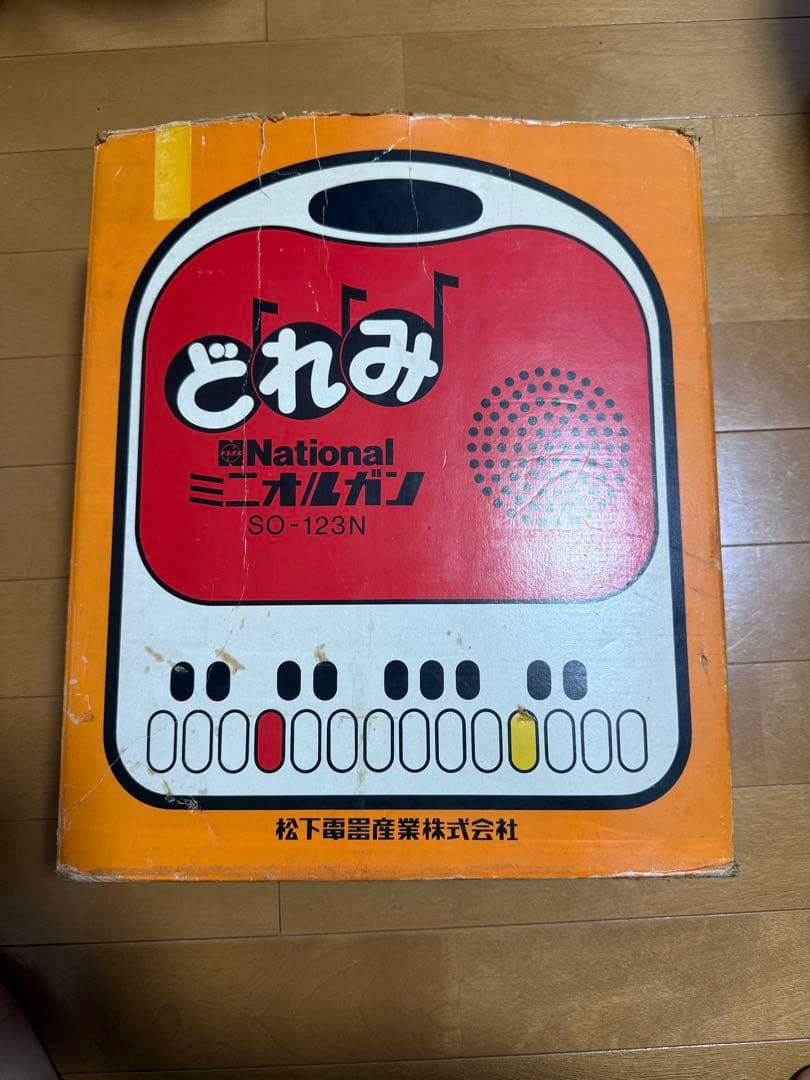 どれみ
National
ミニオルガン
SO-123N
松下電器産業株式会社